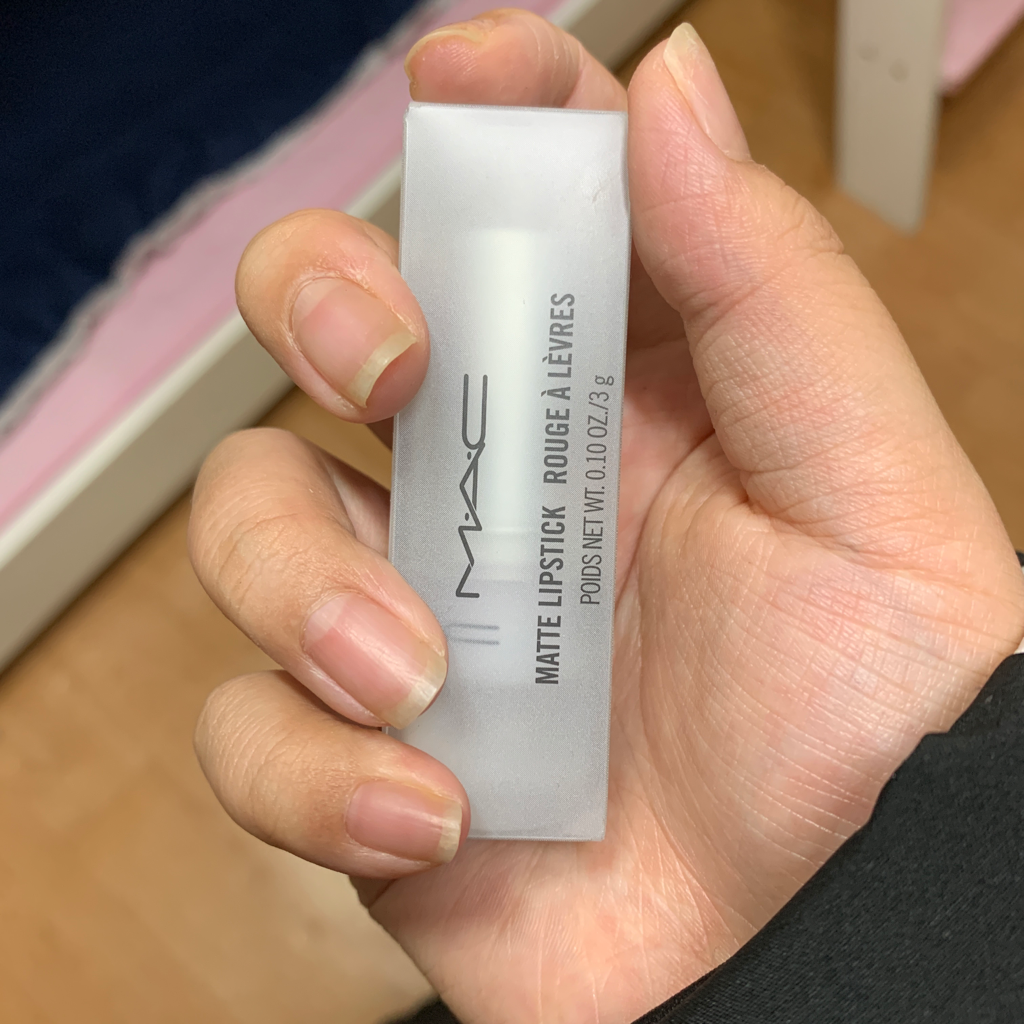 M·A·C
MATTE LIPSTICK ROUGE À LÈVRES
POIDS NET WT. 0.10 OZ./3 g